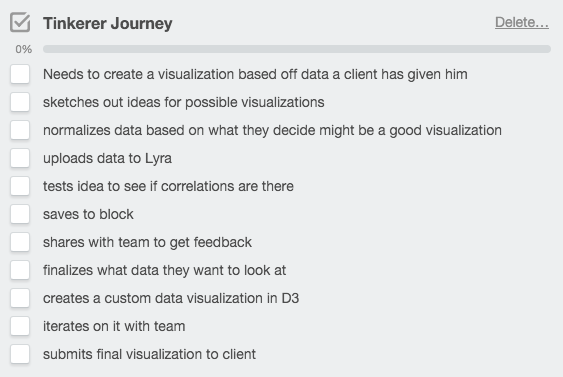 Tinkerer Journey
Delete…
0%
Needs to create a visualization based off data a client has given him
sketches out ideas for possible visualizations
normalizes data based on what they decide might be a good visualization
uploads data to Lyra
tests idea to see if correlations are there
saves to block
shares with team to get feedback
finalizes what data they want to look at
creates a custom data visualization in D3
iterates on it with team
submits final visualization to client